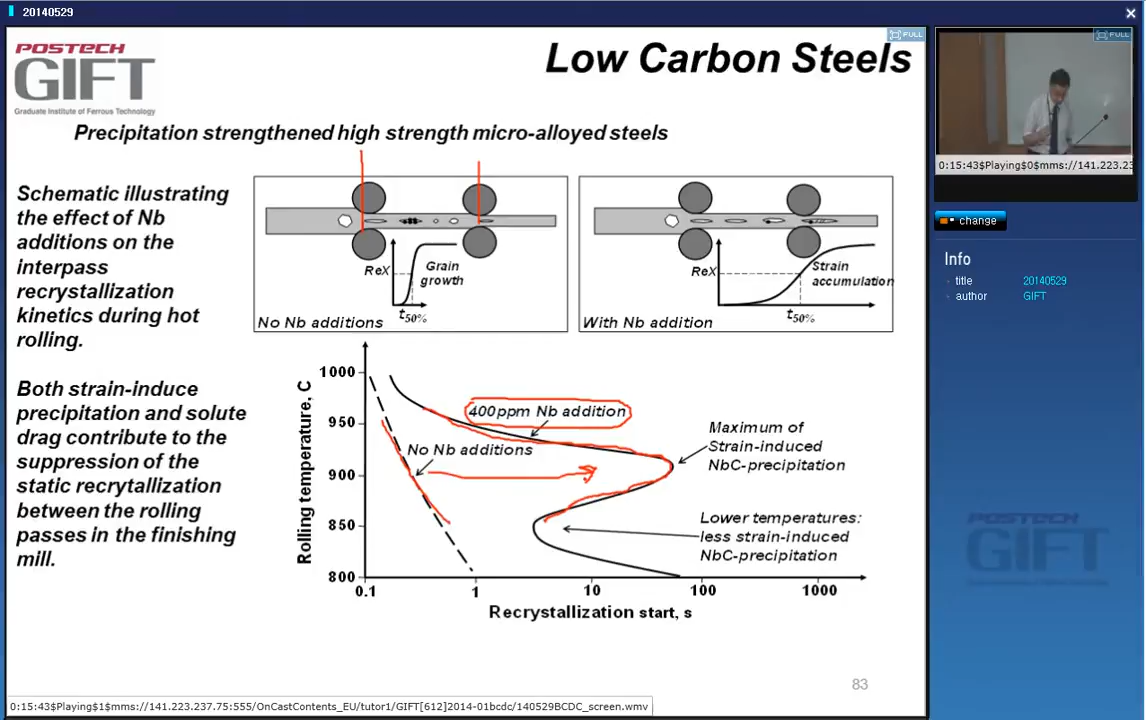 20140529
FULL
POSTECH
GIFT
Graduate Institute of Ferrous Technology
Low Carbon Steels
Precipitation strengthened high strength micro-alloyed steels
Schematic illustrating
the effect of Nb
additions on the
interpass
recrystallization
kinetics during hot
rolling.
Both strain-induce
precipitation and solute
drag contribute to the
suppression of the
static recrytallization
between the rolling
passes in the finishing
mill.
ReX
Grain
growth
t50%
No Nb additions
ReX
Strain
accumulation
t50%
With Nb addition
Rolling temperature, C
1000
950
900
850
800
0.1
1
10
100
1000
Recrystallization start, s
400ppm Nb addition
No Nb additions
Maximum of
Strain-induced
NbC-precipitation
Lower temperatures:
less strain-induced
NbC-precipitation
83
0:15:43$Playing$1$mms://141.223.237.75:555/OnCastContents_EU/tutor1/GIFT[612]2014-01bcdc/140529BCDC_screen.wmv
FULL
0:15:43$Playing$0$mms://141.223.23
change
Info
title 20140529
author GIFT
POSTECH
GIFT